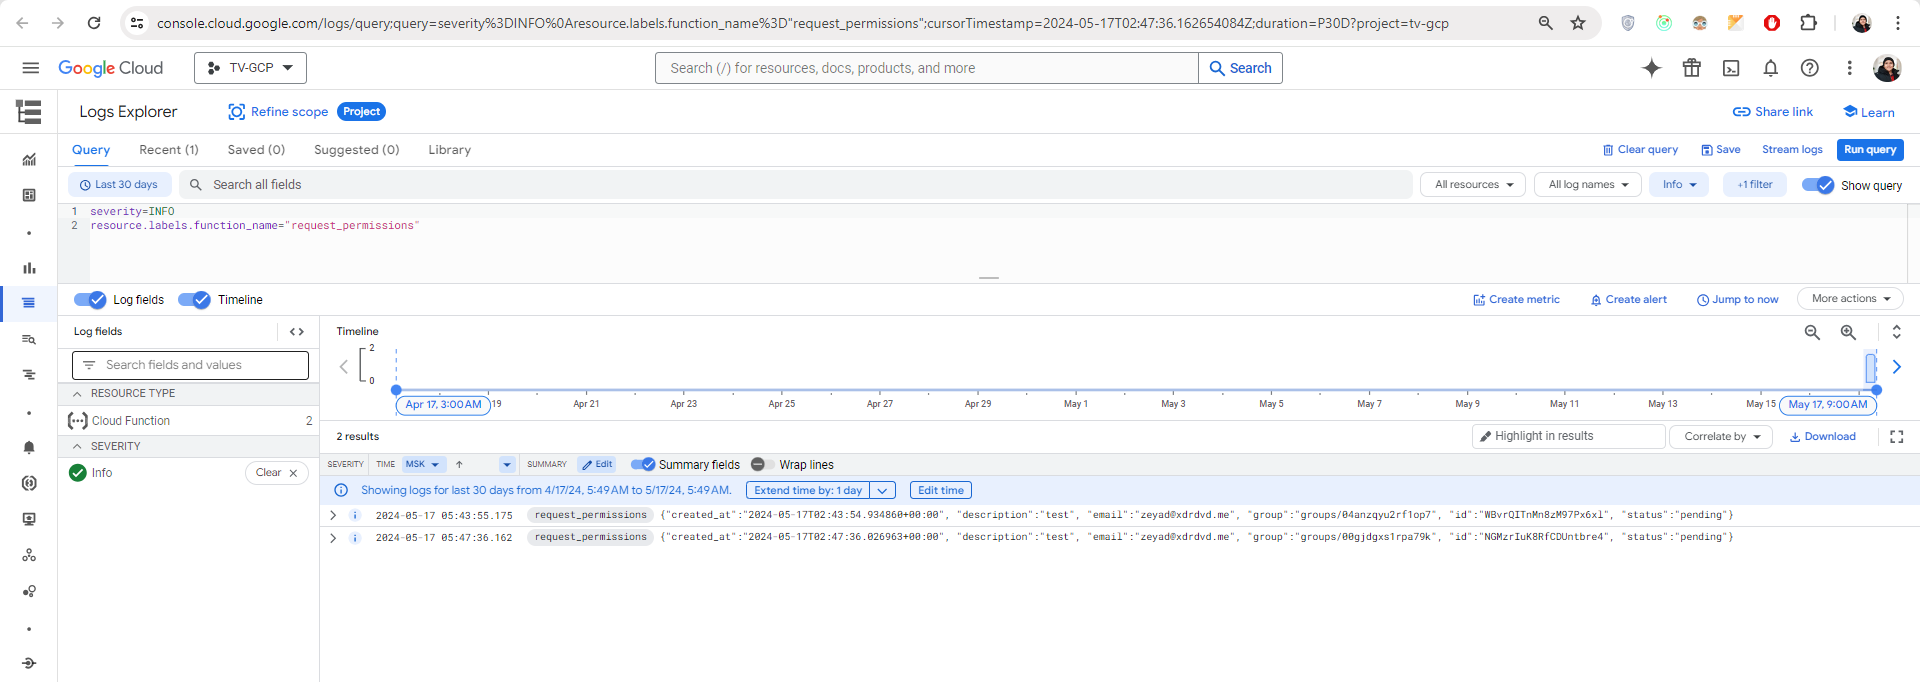 console.cloud.google.com/logs/query;query=severity%3DINFO%0Aresource.labels.function_name%3D"request_permissions";cursorTimestamp=2024-05-17T02:47:36.162654084Z;duration=P30D?project=tv-gcp
Google Cloud
TV-GCP
Search (/) for resources, docs, products, and more
Search
Logs Explorer
Refine scope
Project
Share link
Learn
Query
Recent (1)
Saved (0)
Suggested (0)
Library
Clear query
Save
Stream logs
Run query
Last 30 days
Search all fields
All resources
All log names
Info
+1 filter
Show query
1 severity=INFO
2 resource.labels.function_name="request_permissions"
Log fields
Timeline
Create metric
Create alert
Jump to now
More actions
Log fields
Search fields and values
RESOURCE TYPE
Cloud Function 2
SEVERITY
Info
Clear
Timeline
2
0
Apr 17, 3:00 AM 19 Apr 21 Apr 23 Apr 25 Apr 27 Apr 29 May 1 May 3 May 5 May 7 May 9 May 11 May 13 May 15 May 17, 9:00 AM
2 results
Highlight in results
Correlate by
Download
SEVERITY TIME MSK SUMMARY Edit Summary fields Wrap lines
Showing logs for last 30 days from 4/17/24, 5:49 AM to 5/17/24, 5:49 AM. Extend time by: 1 day Edit time
2024-05-17 05:43:55.175 request_permissions {"created_at":"2024-05-17T02:43:54.934860+00:00", "description":"test", "email":"zeyad@xdrdvd.me", "group":"groups/04anzqyu2rf1op7", "id":"WBvrQITnMn8zM97Px6xl", "status":"pending"}
2024-05-17 05:47:36.162 request_permissions {"created_at":"2024-05-17T02:47:36.026963+00:00", "description":"test", "email":"zeyad@xdrdvd.me", "group":"groups/00gjdgxs1rpa79k", "id":"NGMzrIuK8RfCDUntbre4", "status":"pending"}